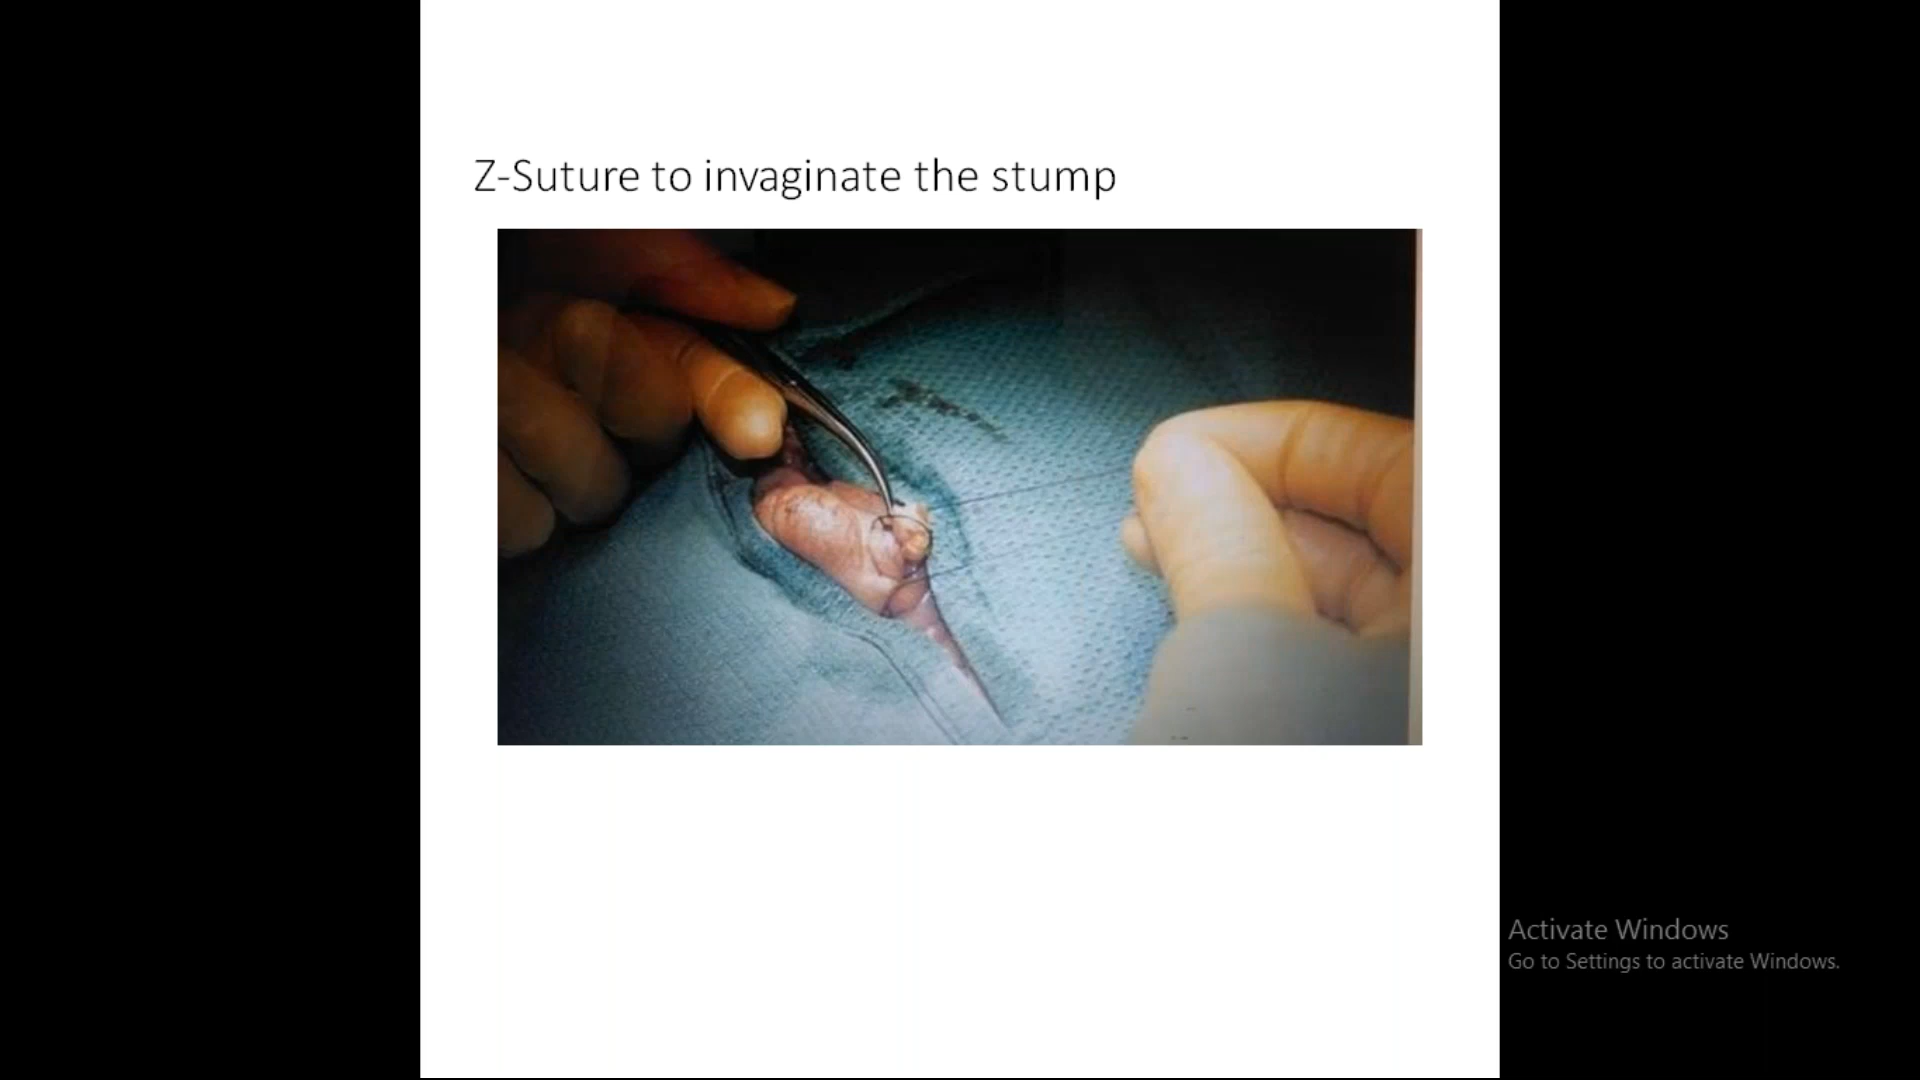 Z-Suture to invaginate the stump
Activate Windows
Go to Settings to activate Windows.